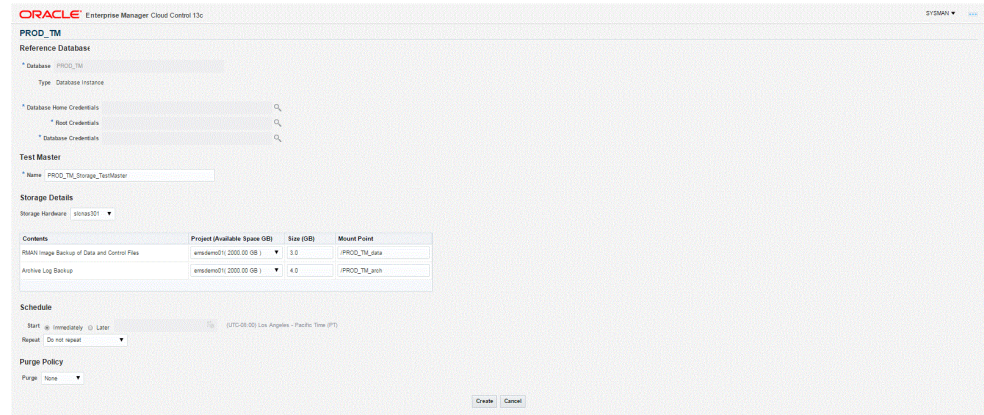 ORACLE Enterprise Manager Cloud Control 13c SYSMAN
PROD_TM
Reference Database
* Database PROD_TM
Type Database Instance
* Database Home Credentials
* Root Credentials
* Database Credentials
Test Master
* Name PROD_TM_Storage_TestMaster
Storage Details
Storage Hardware slcnas301
Contents Project (Available Space GB) Size (GB) Mount Point
RMAN Image Backup of Data and Control Files emsdemo01( 2000.00 GB ) 3.0 /PROD_TM_data
Archive Log Backup emsdemo01( 2000.00 GB ) 4.0 /PROD_TM_arch
Schedule
Start Immediately Later (UTC-08:00) Los Angeles - Pacific Time (PT)
Repeat Do not repeat
Purge Policy
Purge None
Create Cancel